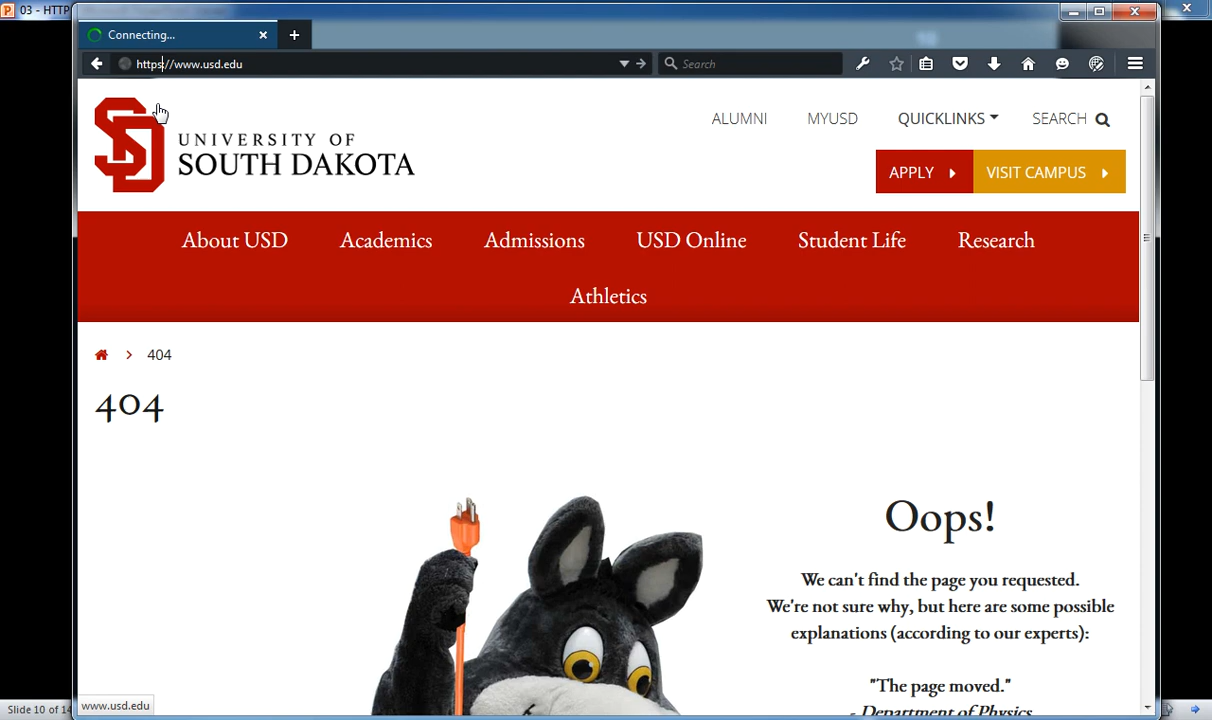 03 - HTTP
Connecting...
https//www.usd.edu
Search
UNIVERSITY OF
SOUTH DAKOTA
ALUMNI MYUSD QUICKLINKS SEARCH
APPLY VISIT CAMPUS
About USD Academics Admissions USD Online Student Life Research
Athletics
404
404
Oops!
We can't find the page you requested.
We're not sure why, but here are some possible
explanations (according to our experts):
"The page moved."
- Department of Physics
www.usd.edu
Slide 10 of 14